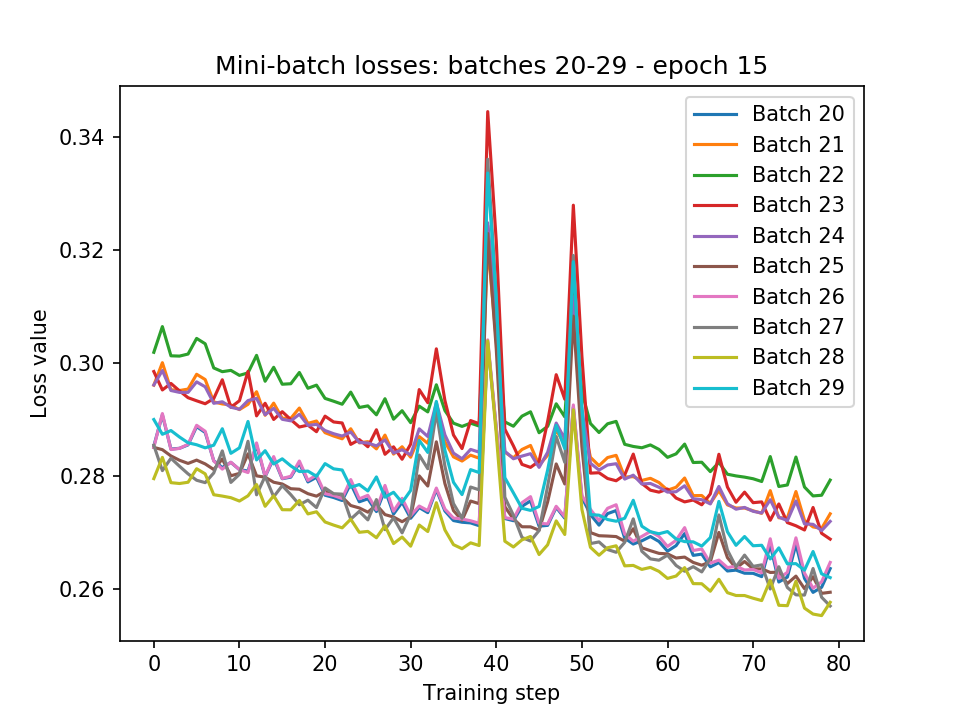 Mini-batch losses: batches 20-29 - epoch 15
0.34
0.32
0.30
0.28
0.26
Loss value
0
10
20
30
40
50
60
70
80
Training step
Batch 20
Batch 21
Batch 22
Batch 23
Batch 24
Batch 25
Batch 26
Batch 27
Batch 28
Batch 29